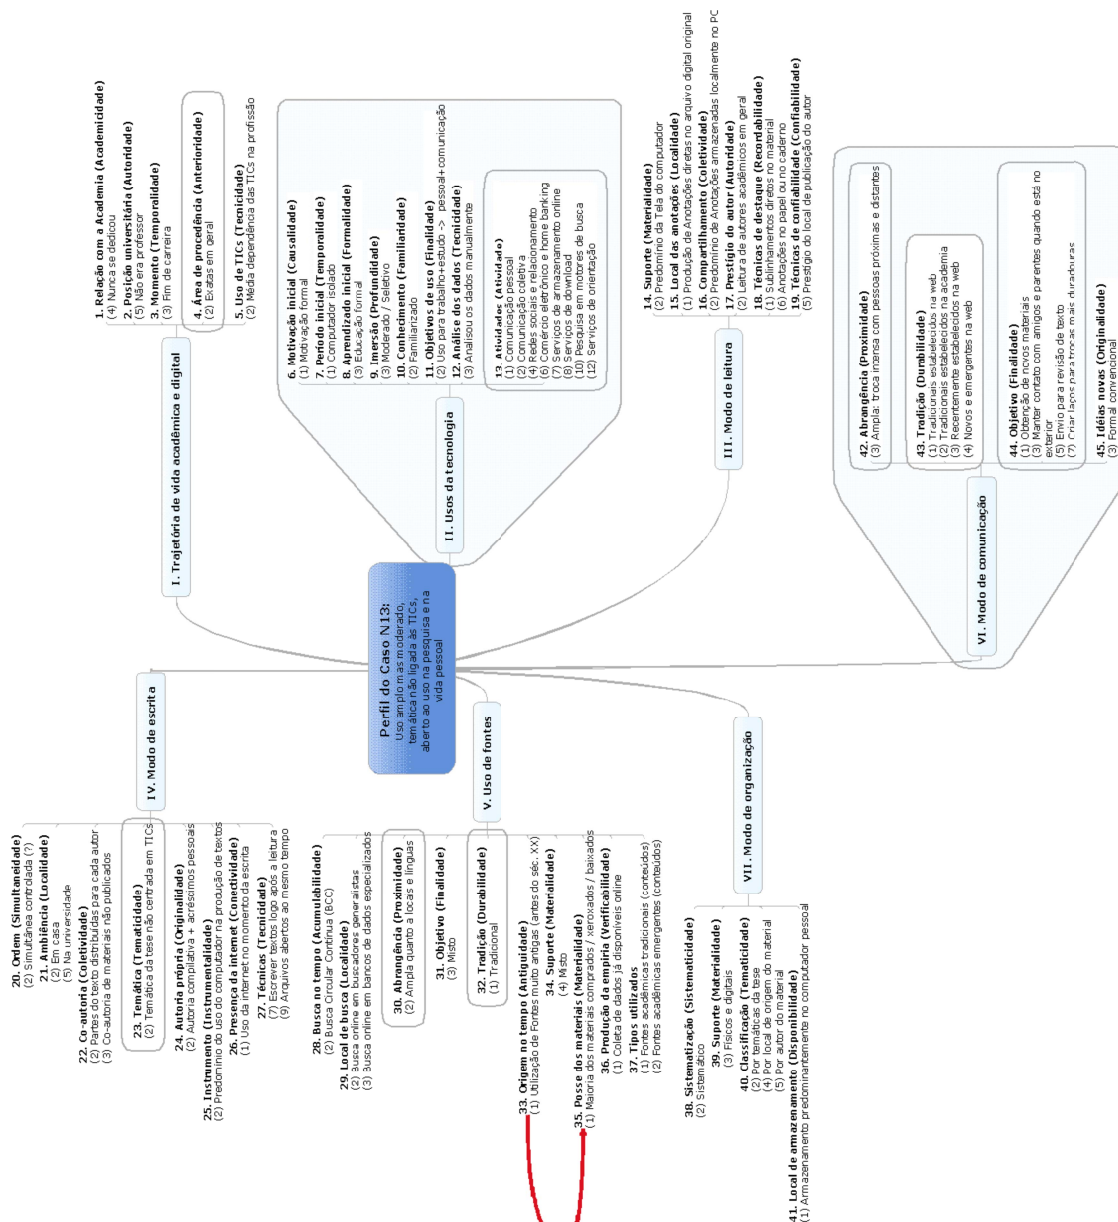 Perfil do Caso N13:
Uso amplo mas moderado,
temática não ligada às TICs,
aberto ao uso na pesquisa e na
vida pessoal
I. Trajetória de vida acadêmica e digital
1. Relação com a Academia (Academicidade)
(4) Nunca se dedicou
2. Posição universitária (Autoridade)
(5) Não era professor
3. Momento (Temporalidade)
(3) Fim de carreira
4. Área de procedência (Anterioridade)
(2) Exatas em geral
5. Uso de TICs (Tecnicidade)
(2) Média dependência das TICs na profissão
II. Usos da tecnologia
6. Motivação inicial (Causalidade)
(1) Motivação formal
7. Período inicial (Temporalidade)
(1) Computador isolado
8. Aprendizado inicial (Formalidade)
(3) Educação formal
9. Imersão (Profundidade)
(3) Moderado / Seletivo
10. Conhecimento (Familiaridade)
(2) Familiarizado
11. Objetivos de uso (Finalidade)
(2) Uso para trabalho+estudo -> pessoal+comunicação
12. Análise dos dados (Tecnicidade)
(3) Analisou os dados manualmente
13. Atividades (Atividade)
(1) Comunicação pessoal
(2) Comunicação coletiva
(4) Redes sociais e relacionamento
(6) Comércio eletrônico e home banking
(7) Serviços de armazenamento online
(8) Serviços de download
(10) Pesquisa em motores de busca
(12) Serviços de orientação
III. Modo de leitura
14. Suporte (Materialidade)
(2) Predomínio da Tela do computador
15. Local das anotações (Localidade)
(1) Produção de Anotações diretas no arquivo digital original
16. Compartilhamento (Coletividade)
(2) Predomínio de Anotações armazenadas localmente no PC
17. Prestígio do autor (Autoridade)
(2) Leitura de autores acadêmicos em geral
18. Técnicas de destaque (Recordabilidade)
(1) Sublinhamentos diretos no material
(6) Anotações no papel ou no caderno
19. Técnicas de confiabilidade (Confiabilidade)
(5) Prestígio do local de publicação do autor
IV. Modo de escrita
20. Ordem (Simultaneidade)
(2) Simultânea controlada (?)
21. Ambiência (Localidade)
(2) Em casa
(5) Na universidade
22. Co-autoria (Coletividade)
(2) Partes do texto distribuídas para cada autor
(3) Co-autoria de materiais não publicados
23. Temática (Tematicidade)
(2) Temática da tese não centrada em TICs
24. Autoria própria (Originalidade)
(2) Autoria compilativa + acréscimos pessoais
25. Instrumento (Instrumentalidade)
(2) Predomínio do uso do computador na produção de textos
26. Presença da internet (Conectividade)
(1) Uso da internet no momento da escrita
27. Técnicas (Tecnicidade)
(7) Escrever textos logo após a leitura
(9) Arquivos abertos ao mesmo tempo
V. Uso de fontes
28. Busca no tempo (Acumulabilidade)
(2) Busca Circular Contínua (BCC)
29. Local de busca (Localidade)
(2) Busca online em buscadores generalistas
(3) Busca online em bancos de dados especializados
30. Abrangência (Proximidade)
(2) Ampla quanto a locais e línguas
31. Objetivo (Finalidade)
(3) Misto
32. Tradição (Durabilidade)
(1) Tradicional
33. Origem no tempo (Antiguidade)
(1) Utilização de Fontes muito antigas (antes do séc. XX)
34. Suporte (Materialidade)
(4) Misto
35. Posse dos materiais (Materialidade)
(1) Maioria dos materiais comprados / xeroxados / baixados
36. Produção da empiria (Verificabilidade)
(1) Coleta de dados já disponíveis online
37. Tipos utilizados
(1) Fontes acadêmicas tradicionais (conteúdos)
(2) Fontes acadêmicas emergentes (conteúdos)
VI. Modo de comunicação
42. Abrangência (Proximidade)
(3) Ampla: troca intensa com pessoas próximas e distantes
43. Tradição (Durabilidade)
(1) Tradicionais estabelecidos na web
(2) Tradicionais estabelecidos na academia
(3) Recentemente estabelecidos na web
(4) Novos e emergentes na web
44. Objetivo (Finalidade)
(1) Obtenção de novos materiais
(3) Manter contato com amigos e parentes quando está no
exterior
(5) Envio para revisão de texto
(7) Criar laços para trocas mais duradouras
45. Idéias novas (Originalidade)
(3) Formal convencional
VII. Modo de organização
38. Sistematização (Sistematicidade)
(2) Sistemático
39. Suporte (Materialidade)
(3) Físicos e digitais
40. Classificação (Tematicidade)
(2) Por temáticas da tese
(4) Por local de origem do material
(5) Por autor do material
41. Local de armazenamento (Disponibilidade)
(1) Armazenamento predominantemente no computador pessoal